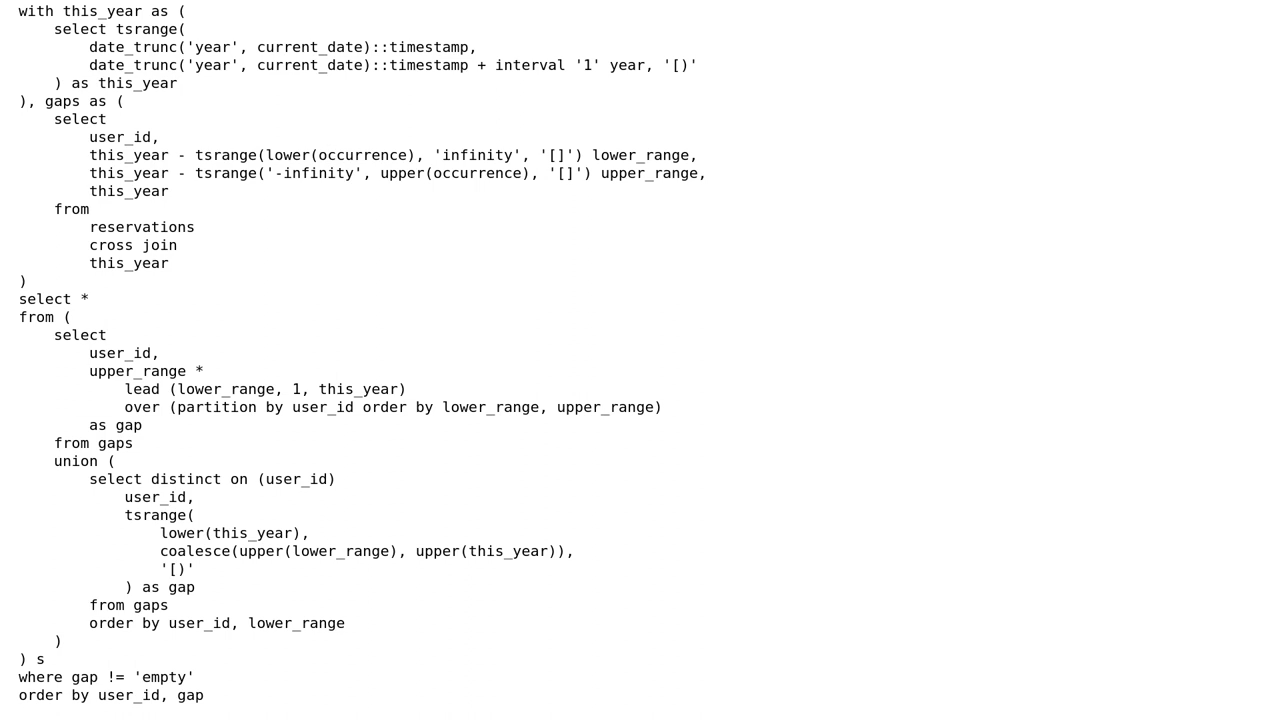 with this_year as (
    select tsrange(
        date_trunc('year', current_date)::timestamp,
        date_trunc('year', current_date)::timestamp + interval '1' year, '[)'
    ) as this_year
), gaps as (
    select
        user_id,
        this_year - tsrange(lower(occurrence), 'infinity', '[]') lower_range,
        this_year - tsrange('-infinity', upper(occurrence), '[]') upper_range,
        this_year
    from
        reservations
        cross join
        this_year
)
select *
from (
    select
        user_id,
        upper_range *
            lead (lower_range, 1, this_year)
            over (partition by user_id order by lower_range, upper_range)
        as gap
    from gaps
    union (
        select distinct on (user_id)
            user_id,
            tsrange(
                lower(this_year),
                coalesce(upper(lower_range), upper(this_year)),
                '[)'
            ) as gap
        from gaps
        order by user_id, lower_range
    )
) s
where gap != 'empty'
order by user_id, gap